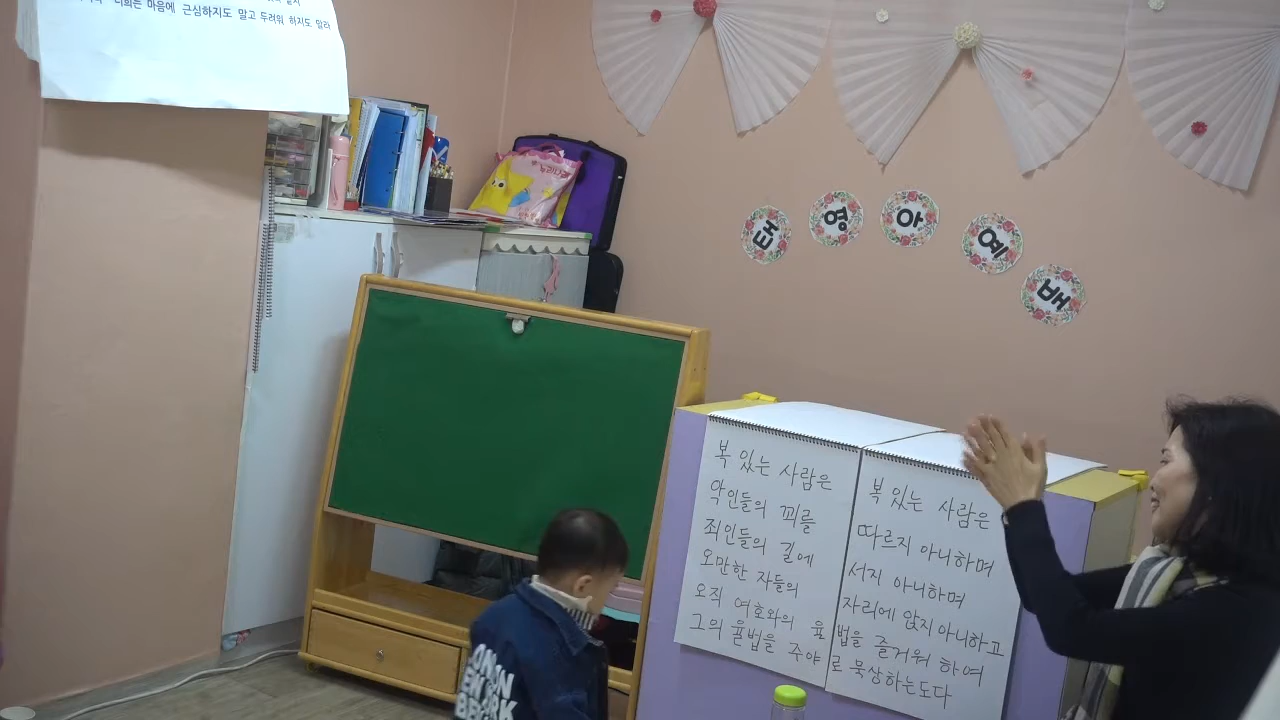 너희는 마음에 근심하지도 말고 두려워 하지도 말라
태영아예배
복 있는 사람은
악인들의 꾀를
죄인들의 길에
오만한 자들의
오직 여호와의 율
그의 율법을 주야
복 있는 사람은
따르지 아니하며
서지 아니하며
자리에 앉지 아니하고
법을 즐거워 하여
로 묵상하는도다